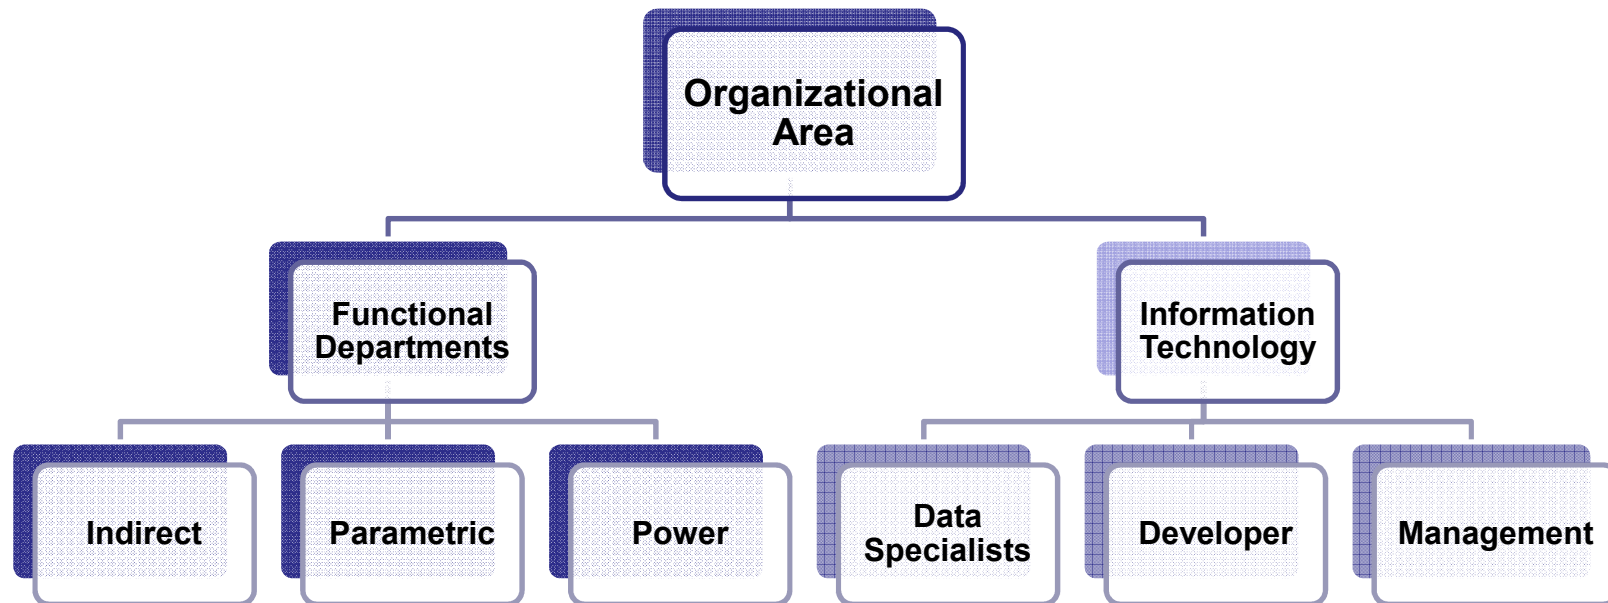 Organizational
Area
Functional
Departments
Information
Technology
Indirect
Parametric
Power
Data
Specialists
Developer
Management